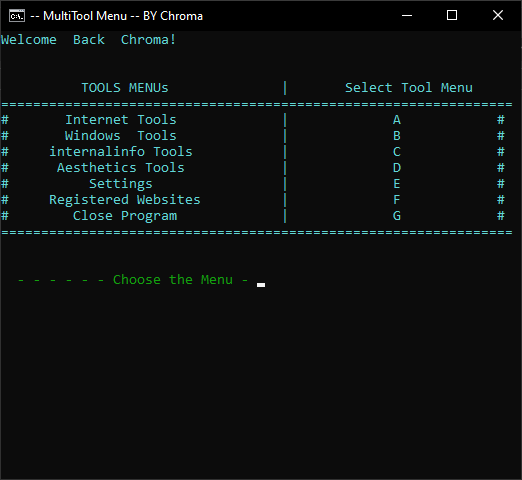 -- MultiTool Menu -- BY Chroma
Welcome  Back  Chroma!
TOOLS MENUs | Select Tool Menu
================================================================
# Internet Tools | A #
# Windows  Tools | B #
# internalinfo Tools | C #
# Aesthetics Tools | D #
# Settings | E #
# Registered Websites | F #
# Close Program | G #
================================================================
- - - - - - Choose the Menu -